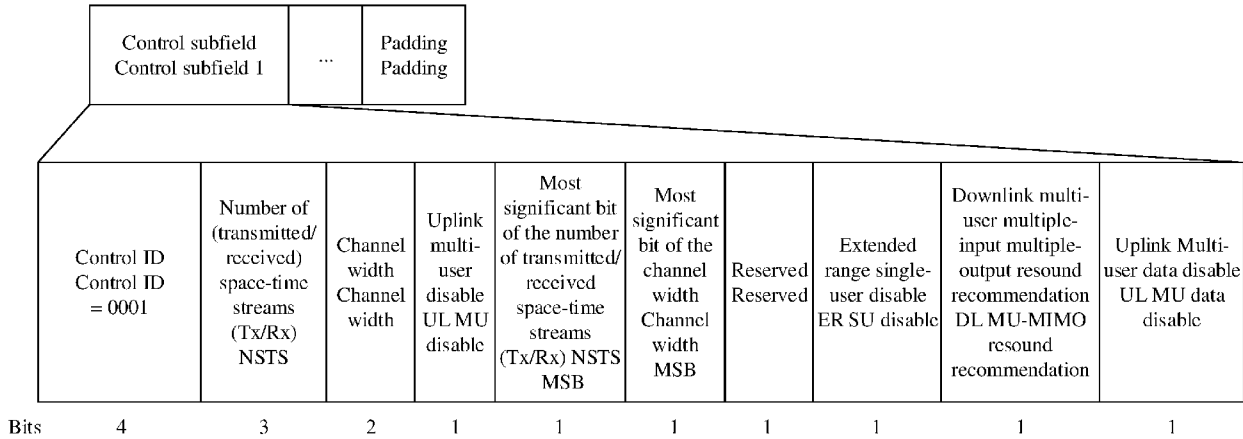 Control subfield
Control subfield 1
...
Padding
Padding
Control ID
Control ID
= 0001
Number of
(transmitted/
received)
space-time
streams
(Tx/Rx)
NSTS
Channel
width
Channel
width
Uplink
multi-
user
disable
UL MU
disable
Most
significant bit
of the number
of transmitted/
received
space-time
streams
(Tx/Rx) NSTS
MSB
Most
significant
bit of the
channel
width
Channel
width
MSB
Reserved
Reserved
Extended
range single-
user disable
ER SU disable
Downlink multi-
user multiple-
input multiple-
output resound
recommendation
DL MU-MIMO
resound
recommendation
Uplink Multi-
user data disable
UL MU data
disable
Bits 4 3 2 1 1 1 1 1 1 1